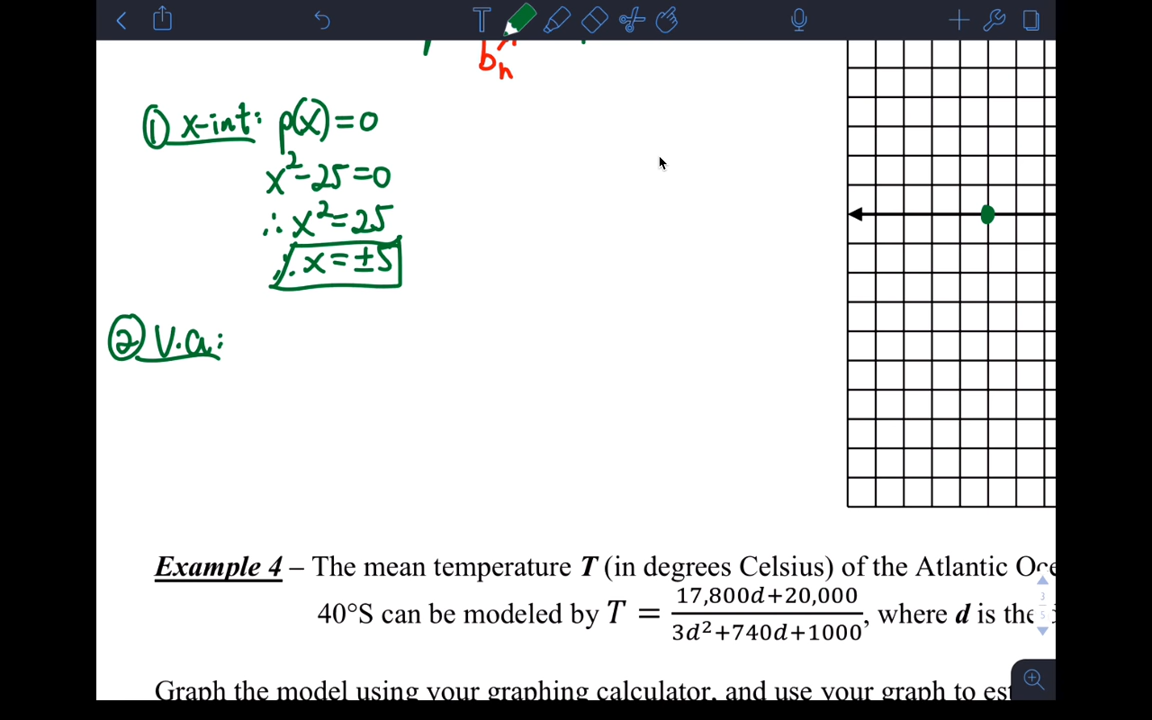 bn
① x-int: p(x)=0
x²-25=0
∴ x²=25
∴ x=±5
② V.a.:
Example 4 – The mean temperature T (in degrees Celsius) of the Atlantic
40°S can be modeled by T = 17,800d+20,000 / 3d²+740d+1000, where d is the
Graph the model using your graphing calculator, and use your graph to